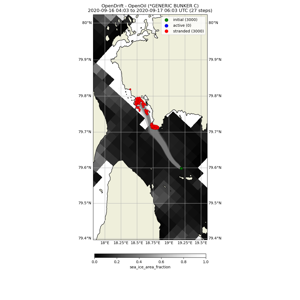 OpenDrift - OpenOil (*GENERIC BUNKER C)
2020-09-16 04:03 to 2020-09-17 06:03 UTC (27 steps)
initial (3000)
active (0)
stranded (3000)
80°N
79.9°N
79.8°N
79.7°N
79.6°N
79.5°N
79.4°N
80°N
79.9°N
79.8°N
79.7°N
79.6°N
79.5°N
79.4°N
18°E 18.25°E 18.5°E 18.75°E 19°E 19.25°E 19.5°E
0.0 0.2 0.4 0.6 0.8 1.0
sea_ice_area_fraction